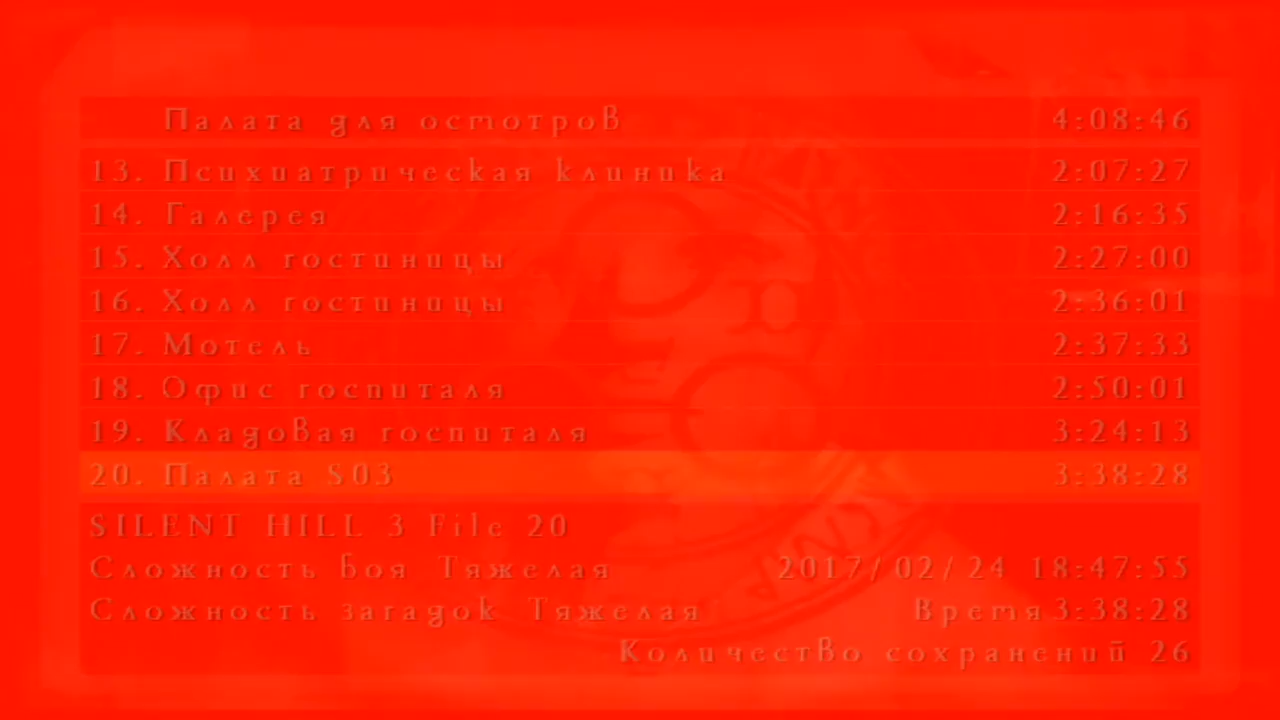 Палата для осмотров 4:08:46
13. Психиатрическая клиника 2:07:27
14. Галерея 2:16:35
15. Холл гостиницы 2:27:00
16. Холл гостиницы 2:36:01
17. Мотель 2:37:33
18. Офис госпиталя 2:50:01
19. Кладовая госпиталя 3:24:13
20. Палата S03 3:38:28
SILENT HILL 3 File 20
Сложность боя Тяжелая 2017/02/24 18:47:55
Сложность загадок Тяжелая Время 3:38:28
Количество сохранений 26